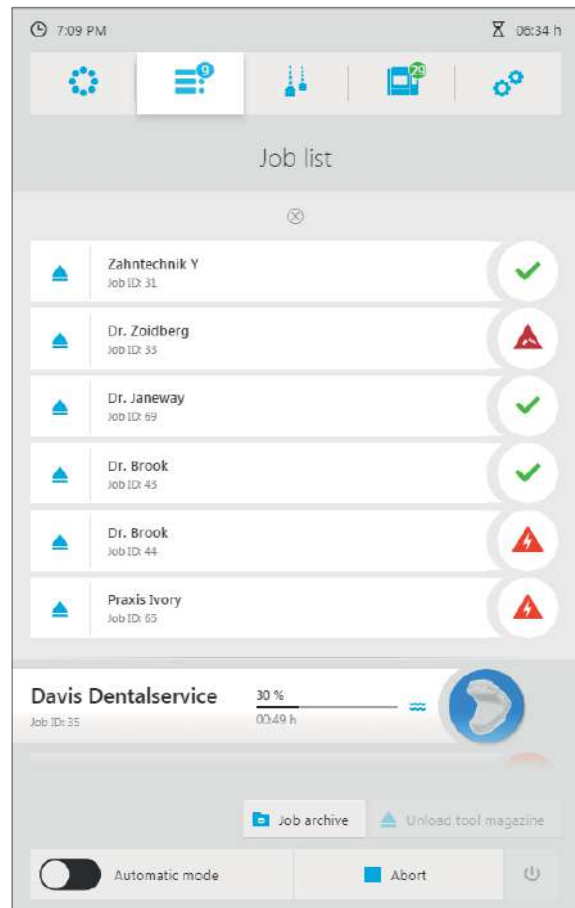 7:09 PM
06:34 h
9
29
Job list
Zahntechnik Y
Job ID: 31
Dr. Zoidberg
Job ID: 33
Dr. Janeway
Job ID: 69
Dr. Brook
Job ID: 43
Dr. Brook
Job ID: 44
Praxis Ivory
Job ID: 65
Davis Dentalservice
30 %
Job ID: 35
00:49 h
Job archive
Unload tool magazine
Automatic mode
Abort